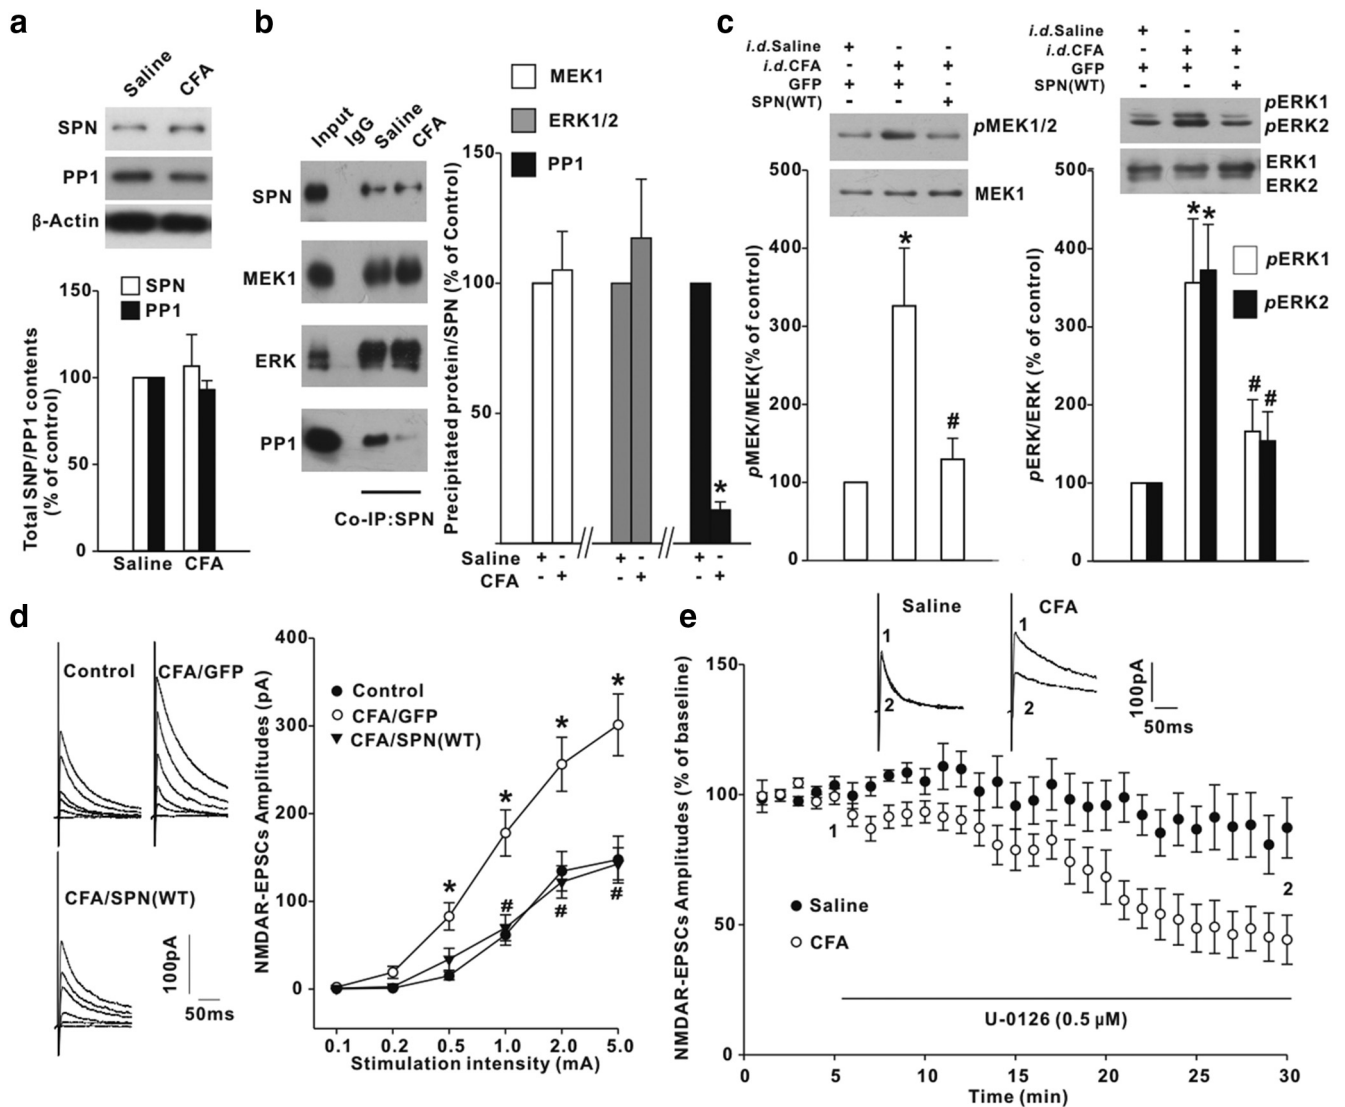 a
Saline
CFA
SPN
PP1
β-Actin
SPN
PP1
Total SNP/PP1 contents
(% of control)
150
100
50
0
Saline CFA
b
Input
IgG
Saline
CFA
SPN
MEK1
ERK
PP1
Co-IP:SPN
MEK1
ERK1/2
PP1
Precipitated protein/SPN (% of Control)
150
100
50
*
Saline + - + - + -
CFA - + - + - +
c
i.d.Saline + - -
i.d.CFA - + +
GFP + + -
SPN(WT) - - +
pMEK1/2
MEK1
pMEK/MEK(% of control)
500
400
300
200
100
0
*
#
i.d.Saline + - -
i.d.CFA - + +
GFP + + -
SPN(WT) - - +
pERK1
pERK2
ERK1
ERK2
pERK/ERK (% of control)
500
400
300
200
100
0
* *
# #
pERK1
pERK2
d
Control
CFA/GFP
CFA/SPN(WT)
100pA
50ms
NMDAR-EPSCs Amplitudes (pA)
400
300
200
100
0
Control
CFA/GFP
CFA/SPN(WT)
* * * *
# # #
0.1 0.2 0.5 1.0 2.0 5.0
Stimulation intensity (mA)
e
Saline
1
2
CFA
1
2
100pA
50ms
NMDAR-EPSCs Amplitudes (% of baseline)
150
100
50
0
1
2
Saline
CFA
U-0126 (0.5 µM)
0 5 10 15 20 25 30
Time (min)